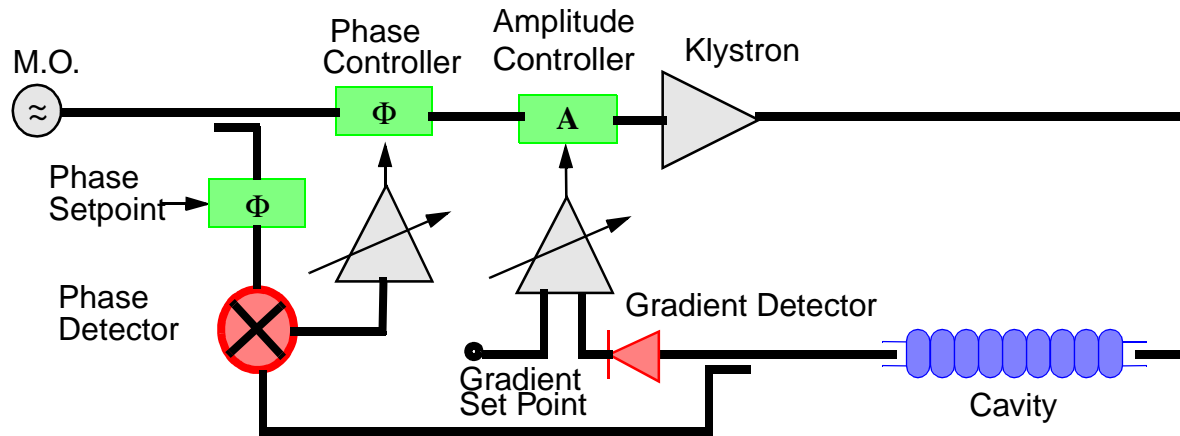 M.O.
≈
Phase
Controller
Φ
Amplitude
Controller
A
Klystron
Phase
Setpoint
Φ
Phase
Detector
Gradient Detector
Gradient
Set Point
Cavity